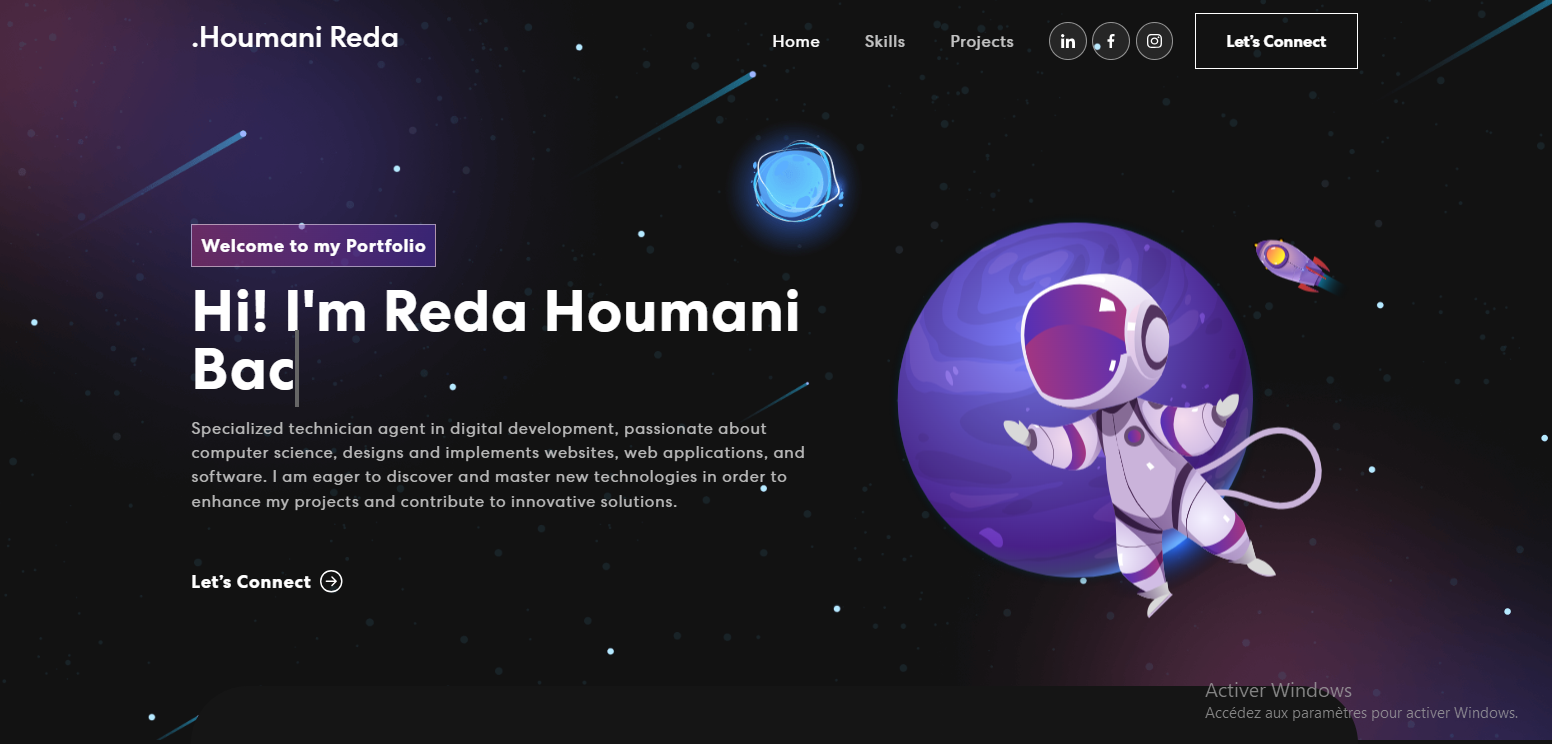 .Houmani Reda
Home
Skills
Projects
Let's Connect
Welcome to my Portfolio
Hi! I'm Reda Houmani
Bac
Specialized technician agent in digital development, passionate about
computer science, designs and implements websites, web applications, and
software. I am eager to discover and master new technologies in order to
enhance my projects and contribute to innovative solutions.
Let's Connect
Activer Windows
Accédez aux paramètres pour activer Windows.